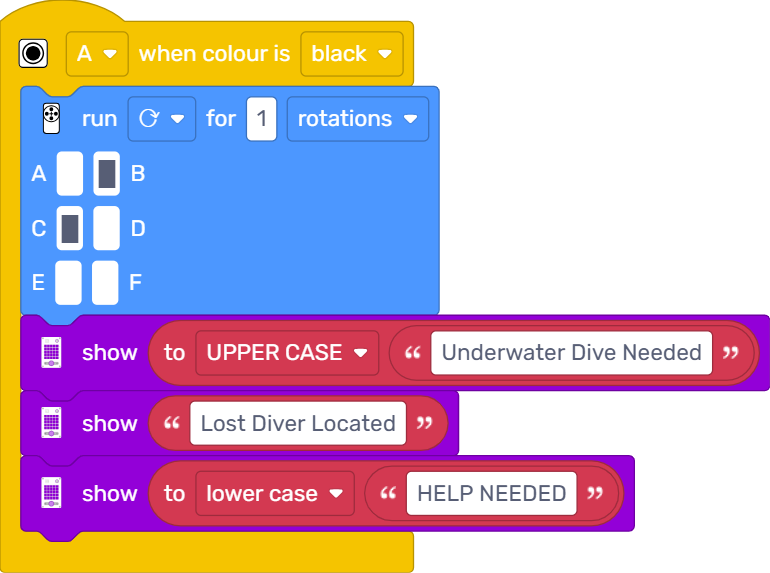 A when colour is black
run for 1 rotations
A B
C D
E F
show to UPPER CASE “ Underwater Dive Needed ”
show “ Lost Diver Located ”
show to lower case “ HELP NEEDED ”